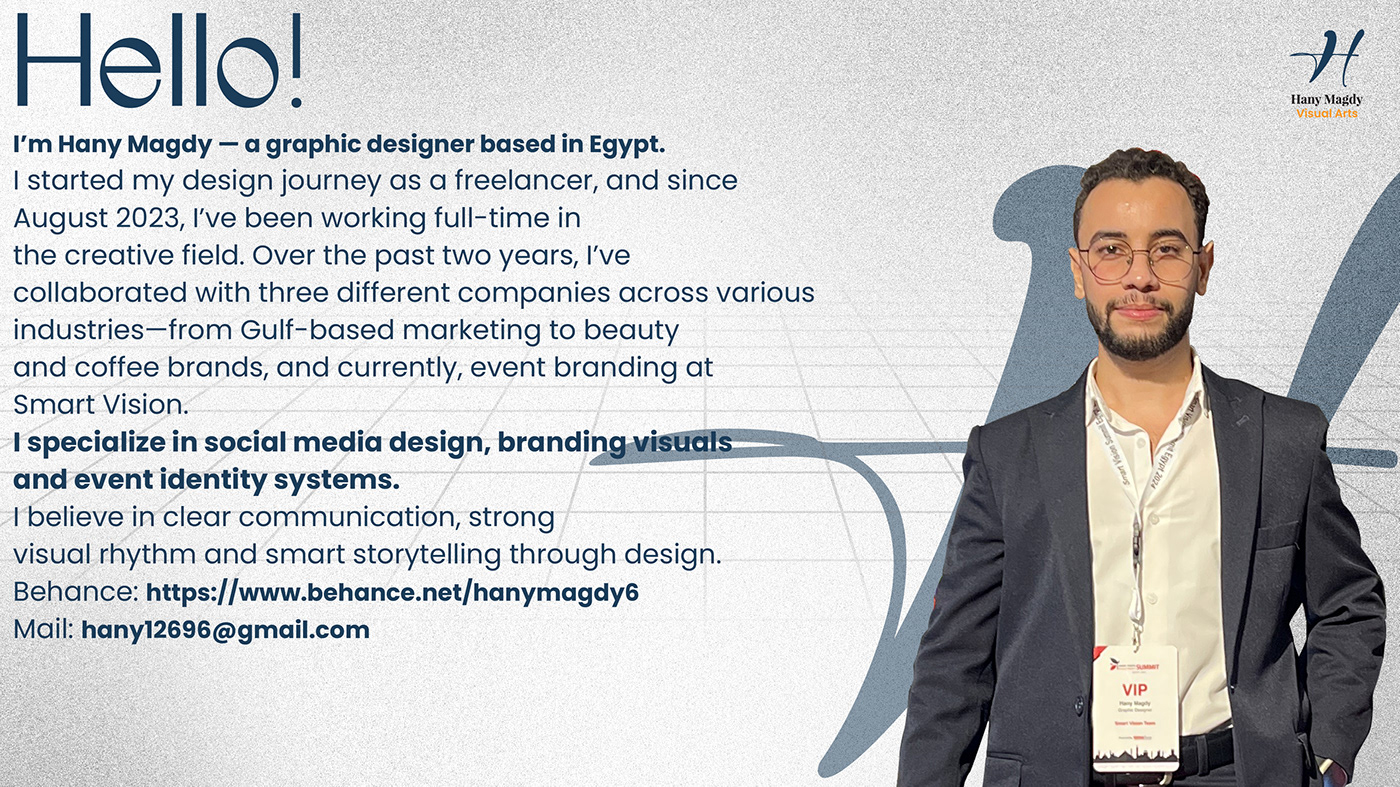 Hello!
Hany Magdy
Visual Arts
I'm Hany Magdy — a graphic designer based in Egypt.
I started my design journey as a freelancer, and since
August 2023, I've been working full-time in
the creative field. Over the past two years, I've
collaborated with three different companies across various
industries—from Gulf-based marketing to beauty
and coffee brands, and currently, event branding at
Smart Vision.
I specialize in social media design, branding visuals
and event identity systems.
I believe in clear communication, strong
visual rhythm and smart storytelling through design.
Behance: https://www.behance.net/hanymagdy6
Mail: hany12696@gmail.com
SUMMIT
VIP
Hany Magdy
Graphic Designer
Smart Vision Team